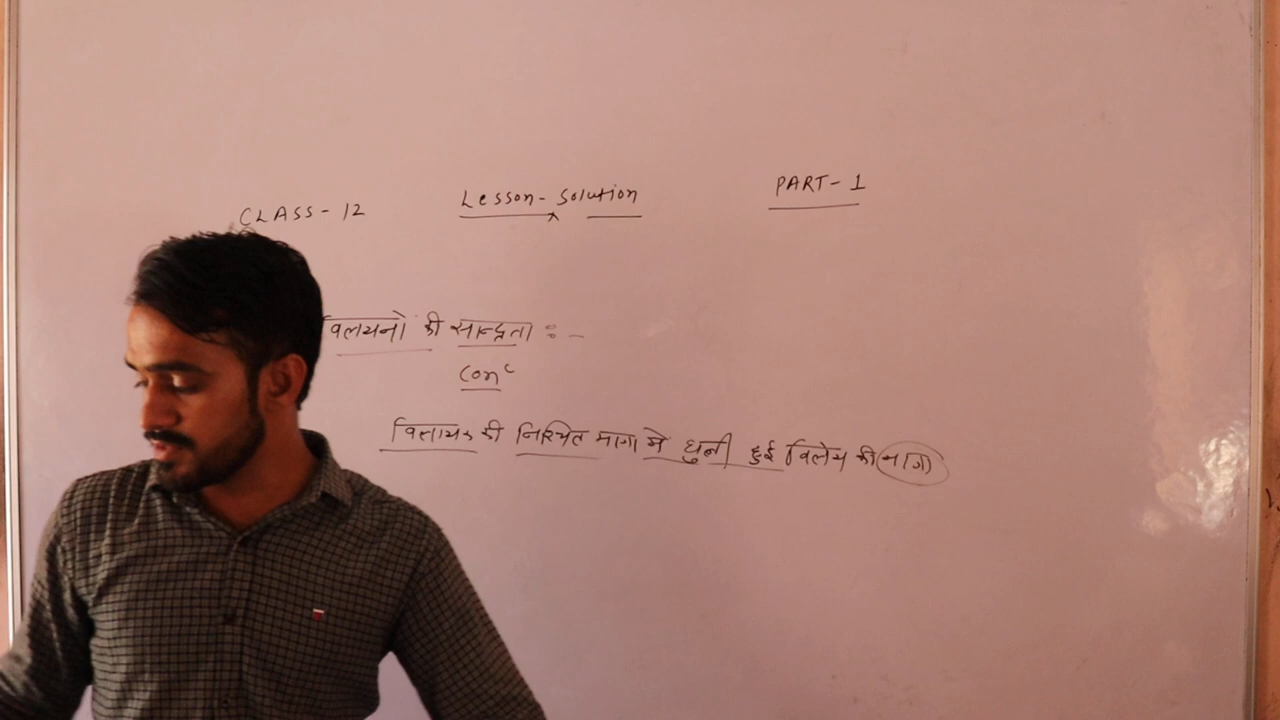 CLASS-12 Lesson-Solution PART-1
विलयनो की सान्द्रता :-
Conc
विलायक की निश्चित मात्रा मे घुली हुई विलेय की मात्रा